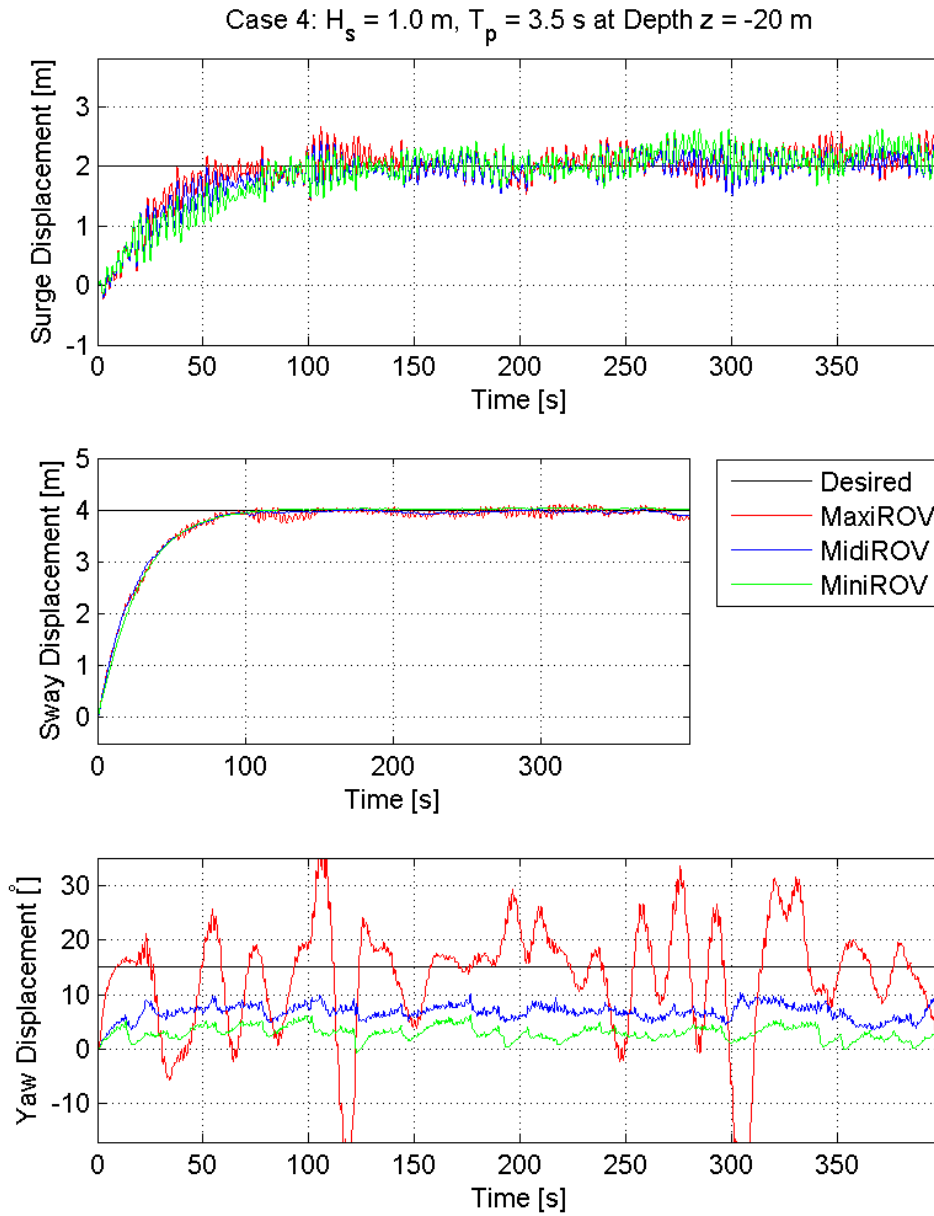 Case 4: Hs = 1.0 m, Tp = 3.5 s at Depth z = -20 m
Surge Displacement [m]
3
2
1
0
-1
0 50 100 150 200 250 300 350
Time [s]
Sway Displacement [m]
5
4
3
2
1
0
0 100 200 300
Time [s]
Desired
MaxiROV
MidiROV
MiniROV
Yaw Displacement [°]
30
20
10
0
-10
0 50 100 150 200 250 300 350
Time [s]